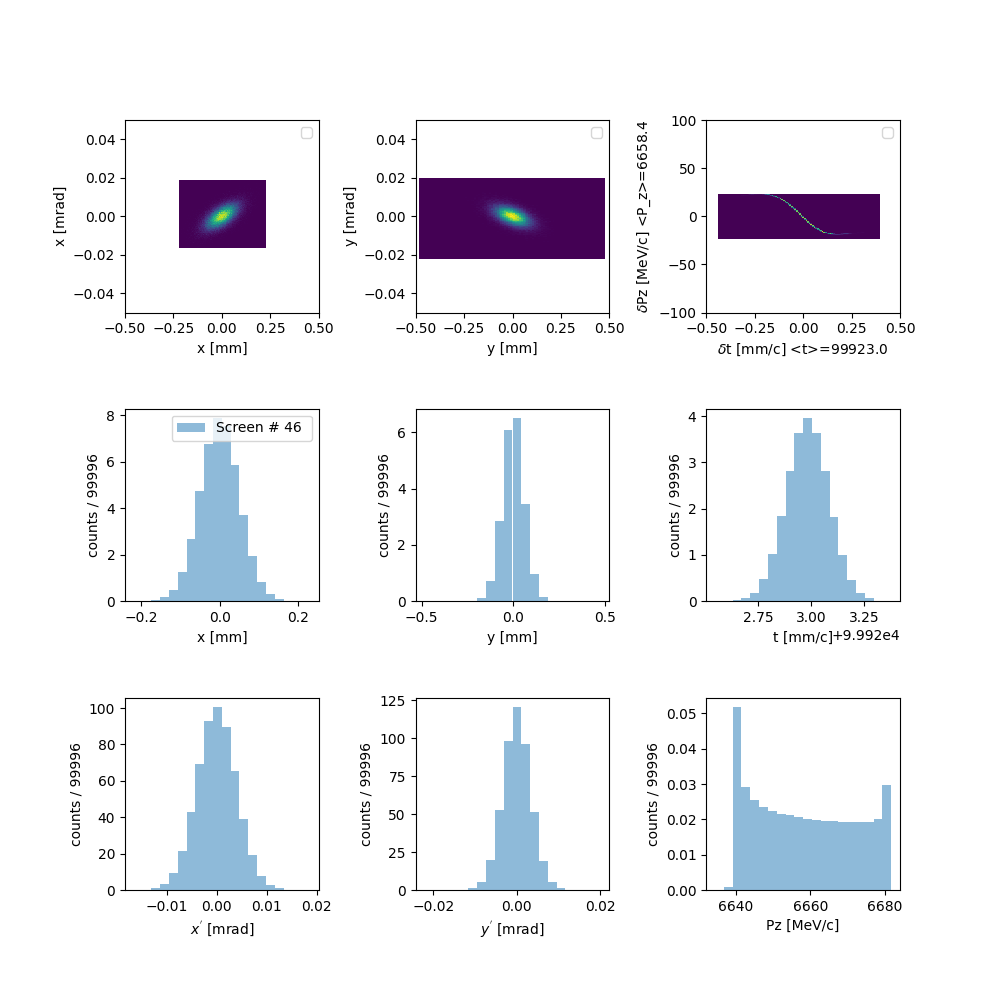 0.04
0.02
0.00
−0.02
−0.04
x [mrad]
−0.50 −0.25 0.00 0.25 0.50
x [mm]
0.04
0.02
0.00
−0.02
−0.04
y [mrad]
−0.50 −0.25 0.00 0.25 0.50
y [mm]
100
50
0
−50
−100
δPz [MeV/c] <P_z>=6658.4
−0.50 −0.25 0.00 0.25 0.50
δt [mm/c] <t>=99923.0
8
6
4
2
0
counts / 99996
Screen # 46
−0.2 0.0 0.2
x [mm]
6
4
2
0
counts / 99996
−0.5 0.0 0.5
y [mm]
4
3
2
1
0
counts / 99996
2.75 3.00 3.25
t [mm/c]
+9.992e4
100
80
60
40
20
0
counts / 99996
−0.01 0.00 0.01 0.02
x′ [mrad]
125
100
75
50
25
0
counts / 99996
−0.02 0.00 0.02
y′ [mrad]
0.05
0.04
0.03
0.02
0.01
0.00
counts / 99996
6640 6660 6680
Pz [MeV/c]